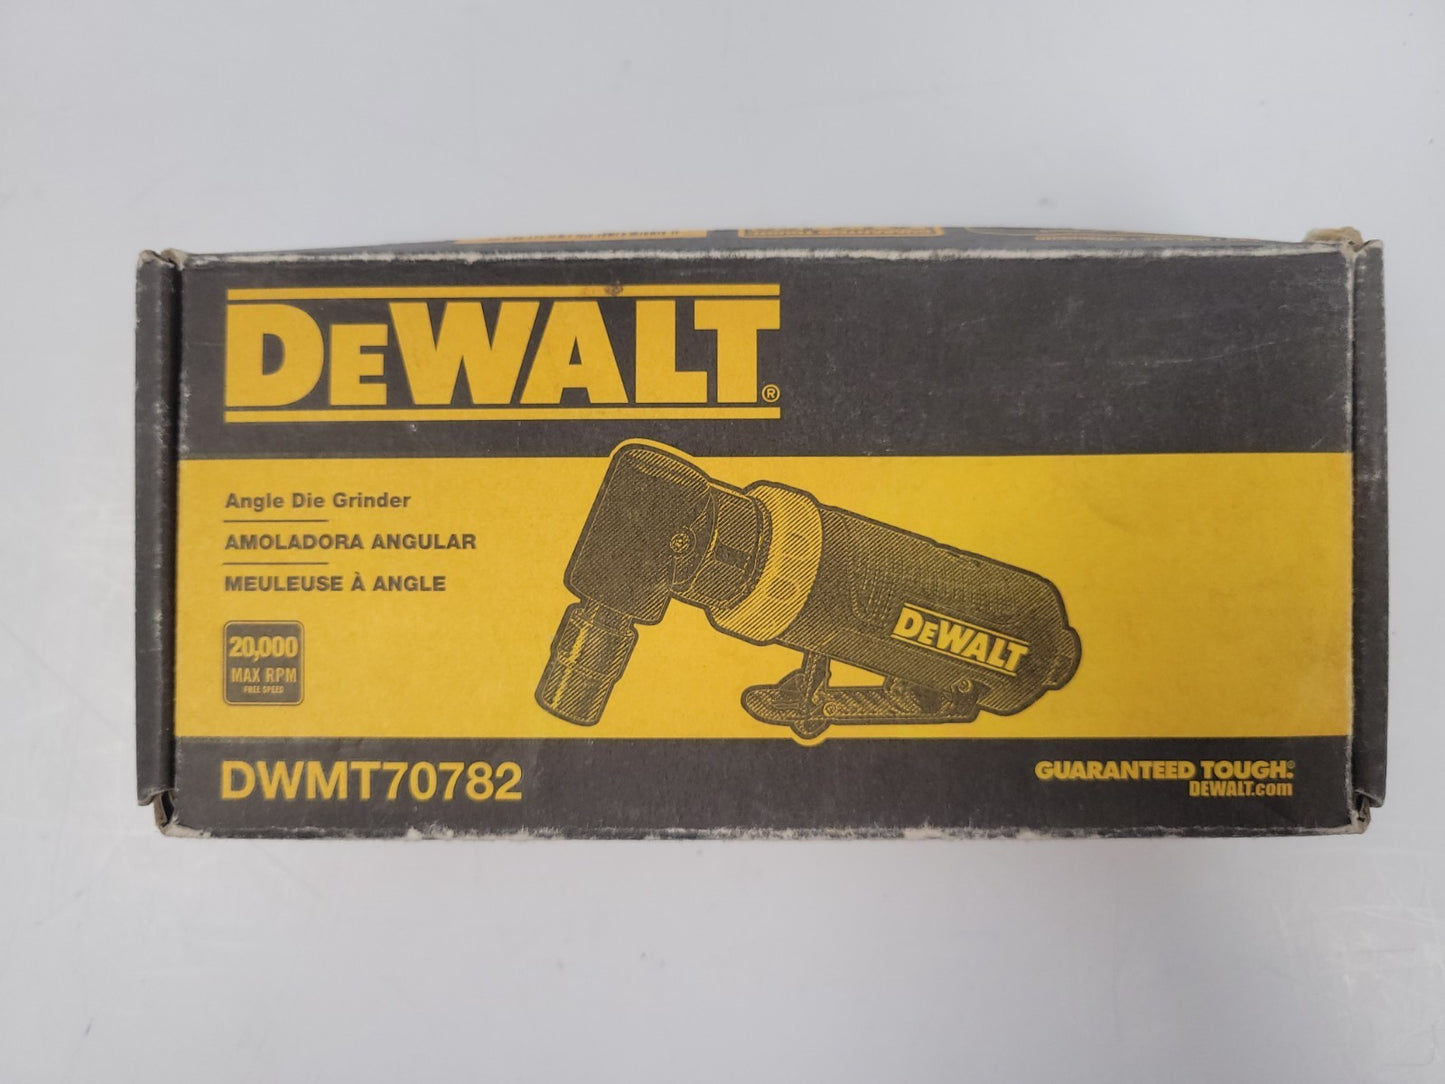 DEWALT®
Angle Die Grinder
AMOLADORA ANGULAR
MEULEUSE À ANGLE
20,000
MAX RPM
FREE SPEED
DEWALT
DWMT70782
GUARANTEED TOUGH.®
DEWALT.com